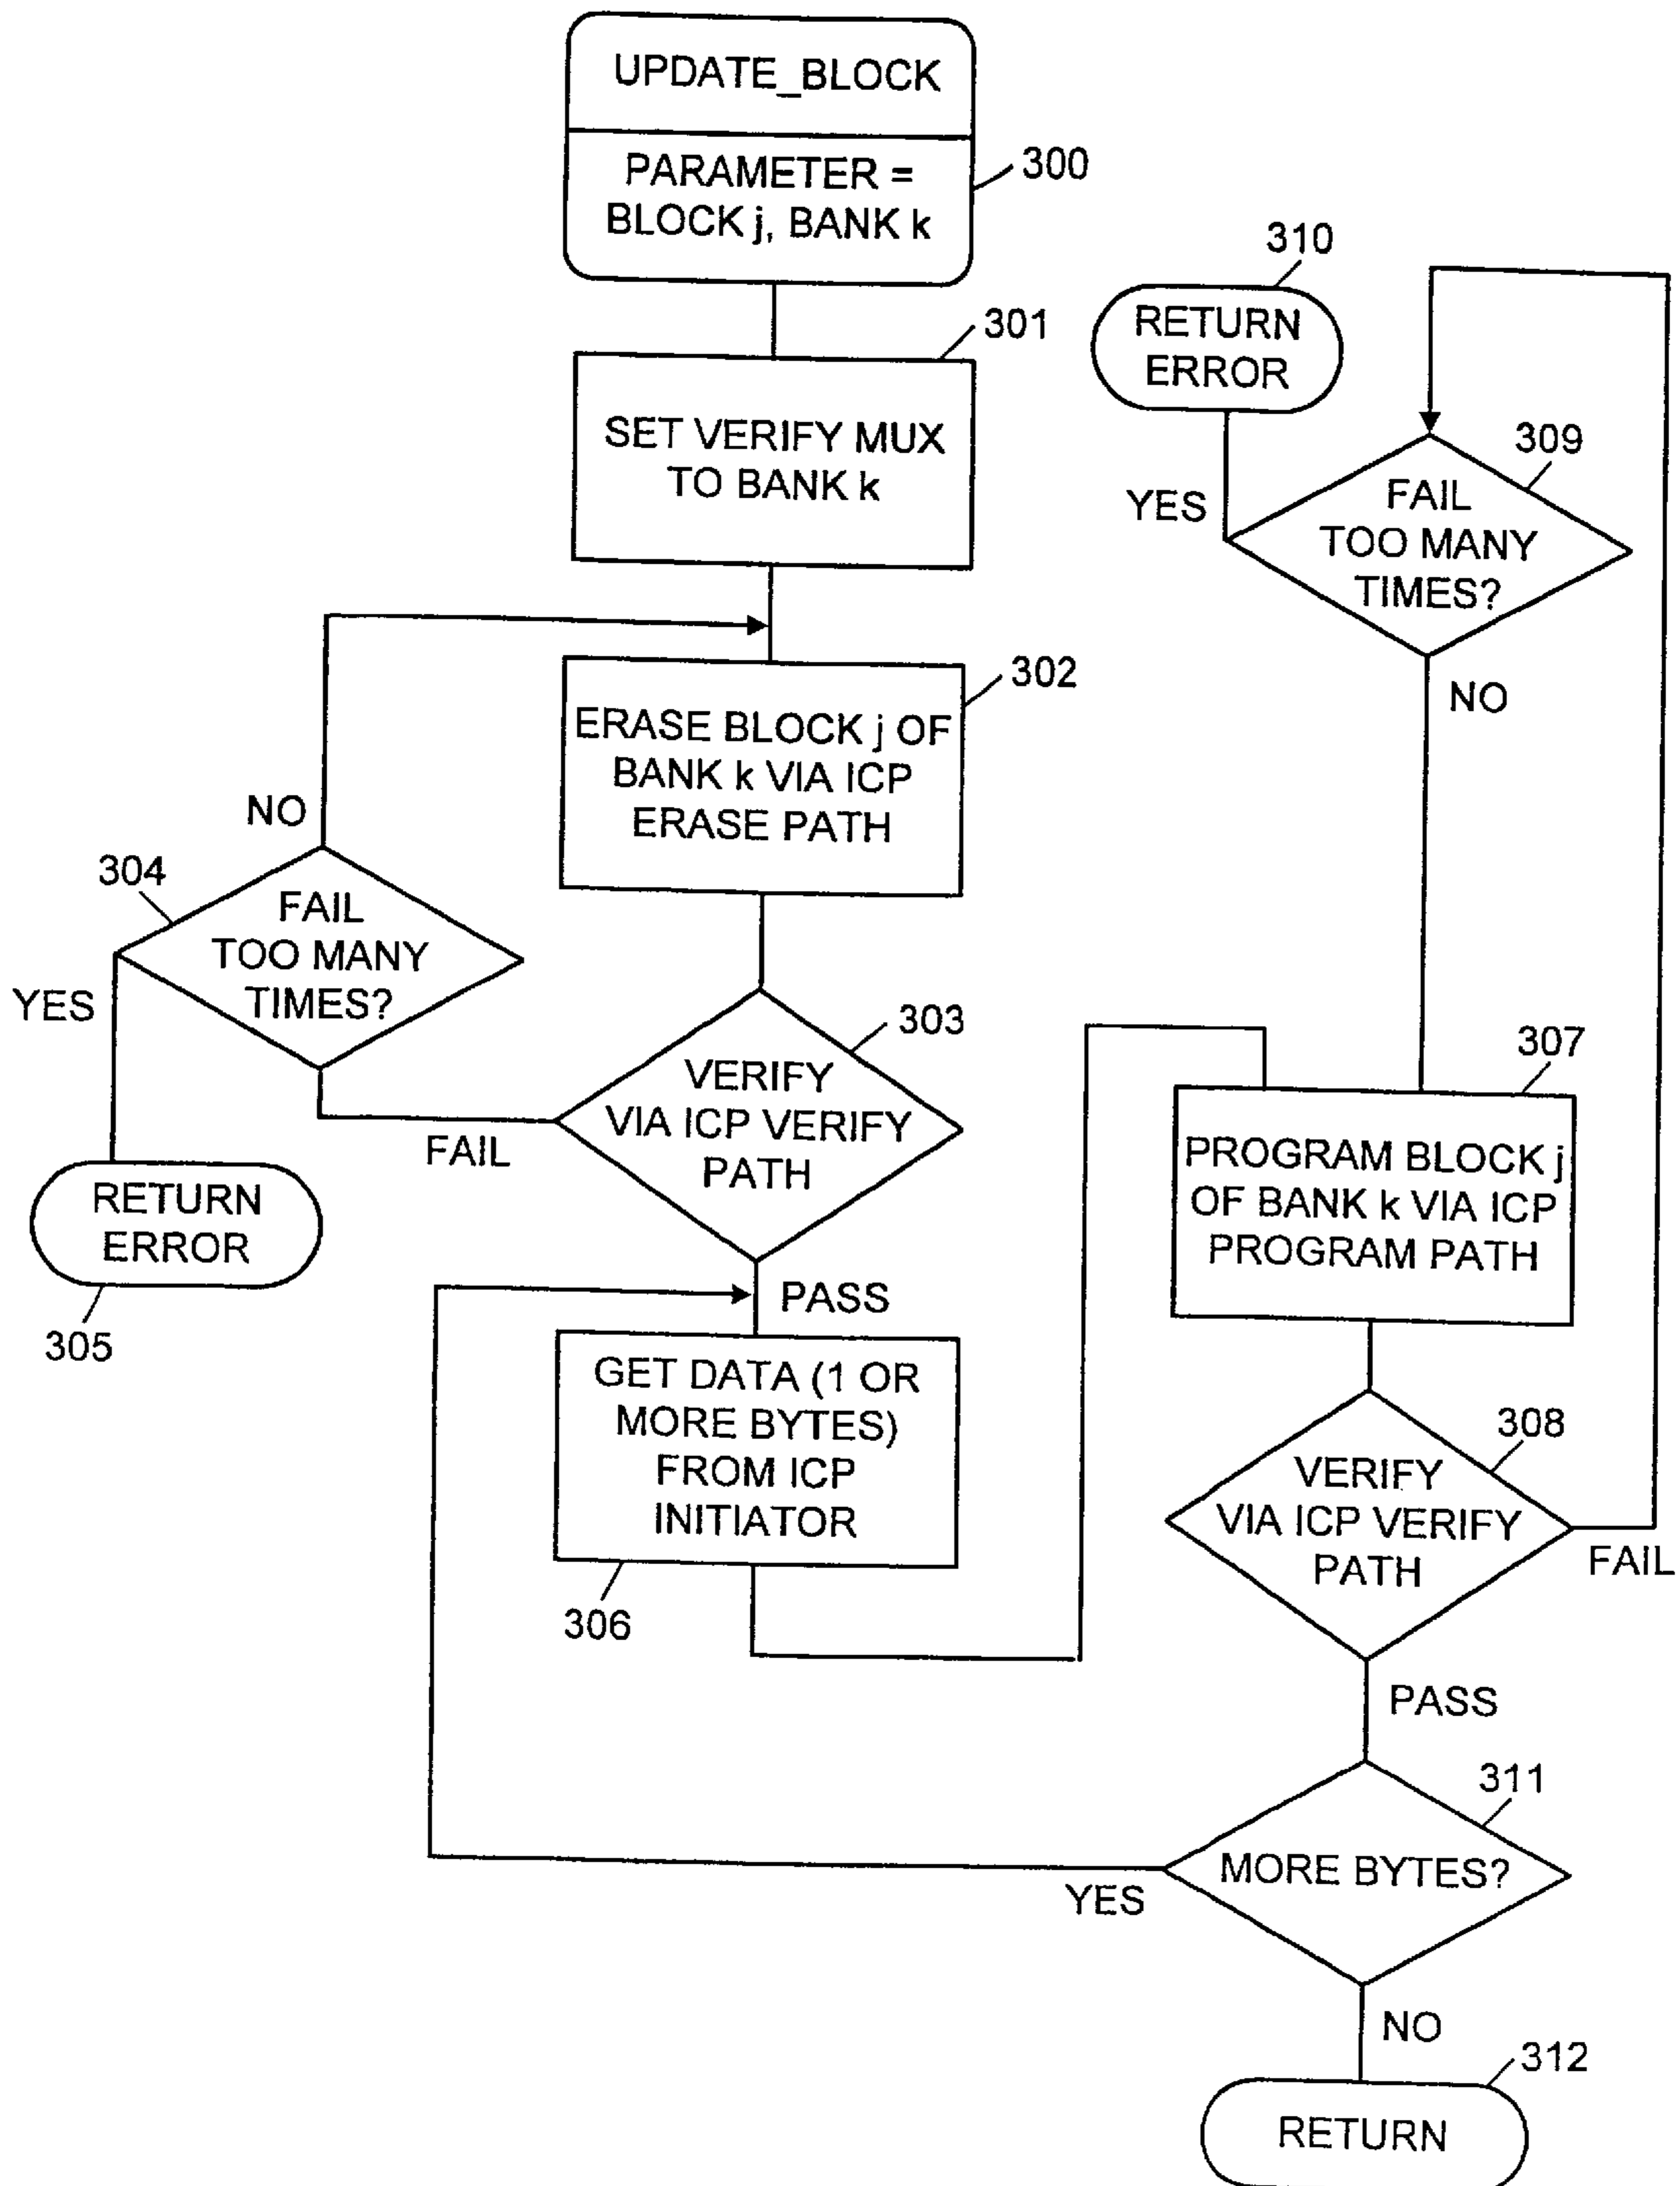 UPDATE_BLOCK
PARAMETER =
BLOCK j, BANK k
300
301
SET VERIFY MUX
TO BANK k
302
ERASE BLOCK j OF
BANK k VIA ICP
ERASE PATH
NO
304
FAIL
TOO MANY
TIMES?
YES
303
VERIFY
VIA ICP VERIFY
PATH
FAIL
RETURN
ERROR
305
PASS
GET DATA (1 OR
MORE BYTES)
FROM ICP
INITIATOR
306
310
RETURN
ERROR
309
YES
FAIL
TOO MANY
TIMES?
NO
307
PROGRAM BLOCK j
OF BANK k VIA ICP
PROGRAM PATH
308
VERIFY
VIA ICP VERIFY
PATH
FAIL
PASS
311
MORE BYTES?
YES
NO
312
RETURN